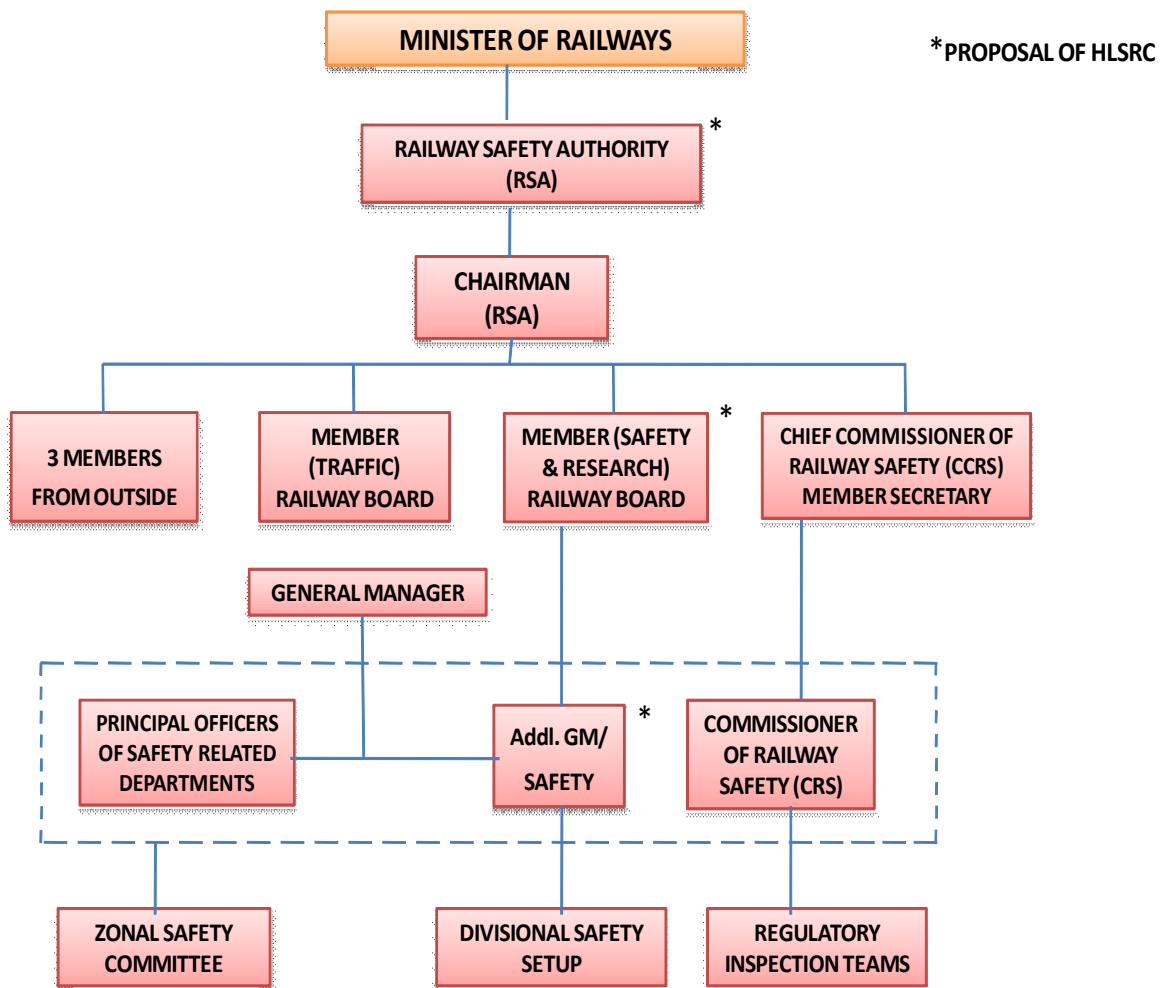 MINISTER OF RAILWAYS
*PROPOSAL OF HLSRC
RAILWAY SAFETY AUTHORITY
(RSA)
*
CHAIRMAN
(RSA)
3 MEMBERS
FROM OUTSIDE
MEMBER
(TRAFFIC)
RAILWAY BOARD
MEMBER (SAFETY
& RESEARCH)
RAILWAY BOARD
*
CHIEF COMMISSIONER OF
RAILWAY SAFETY (CCRS)
MEMBER SECRETARY
GENERAL MANAGER
PRINCIPAL OFFICERS
OF SAFETY RELATED
DEPARTMENTS
Addl. GM/
SAFETY
*
COMMISSIONER
OF RAILWAY
SAFETY (CRS)
ZONAL SAFETY
COMMITTEE
DIVISIONAL SAFETY
SETUP
REGULATORY
INSPECTION TEAMS